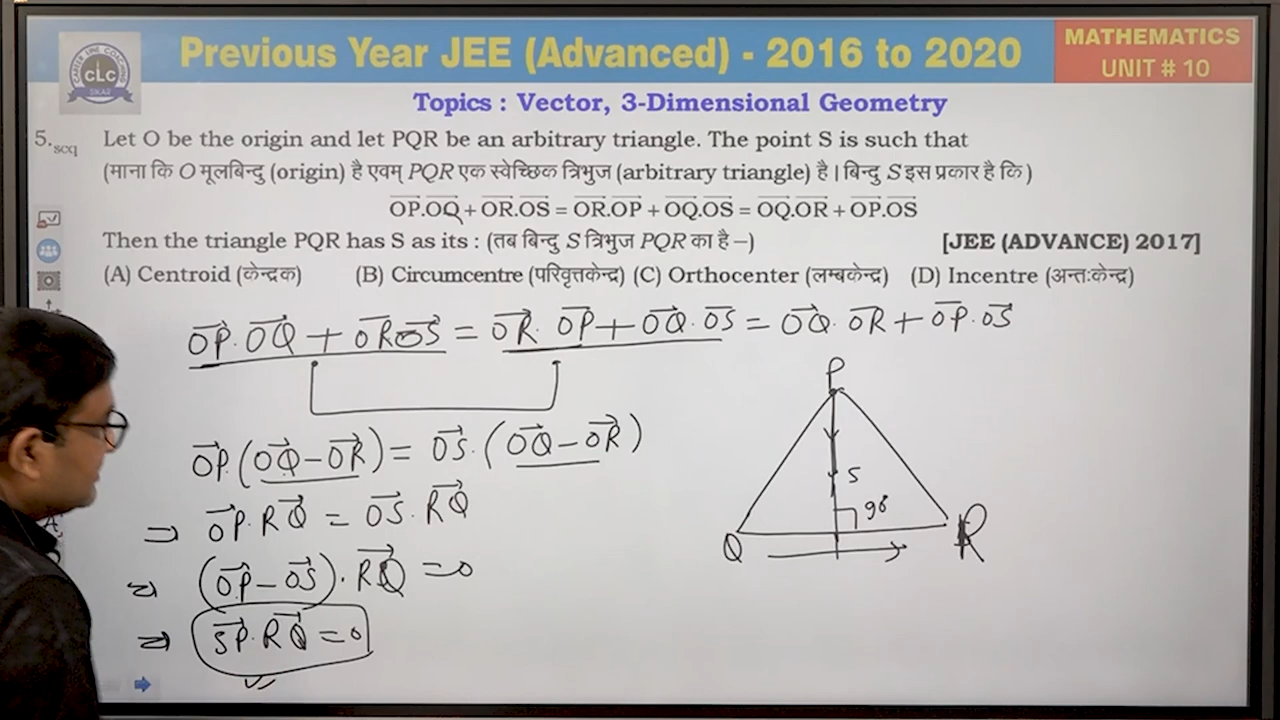 Previous Year JEE (Advanced) - 2016 to 2020
MATHEMATICS
UNIT # 10
CLC
SIKAR
Topics : Vector, 3-Dimensional Geometry
5. scq Let O be the origin and let PQR be an arbitrary triangle. The point S is such that
(माना कि O मूलबिन्दु (origin) है एवम् PQR एक स्वेच्छिक त्रिभुज (arbitrary triangle) है। बिन्दु S इस प्रकार है कि)
OP.OQ + OR.OS = OR.OP + OQ.OS = OQ.OR + OP.OS
Then the triangle PQR has S as its : (तब बिन्दु S त्रिभुज PQR का है –)
[JEE (ADVANCE) 2017]
(A) Centroid (केन्द्रक) (B) Circumcentre (परिवृत्तकेन्द्र) (C) Orthocenter (लम्बकेन्द्र) (D) Incentre (अन्तःकेन्द्र)
OP. OQ + OR OS = OR. OP + OQ. OS = OQ. OR + OP. OS
OP. (OQ – OR) = OS. (OQ – OR)
⇒ OP. RQ = OS. RQ
⇒ (OP – OS). RQ = 0
⇒ SP. RQ = 0
P
S
90°
Q
R